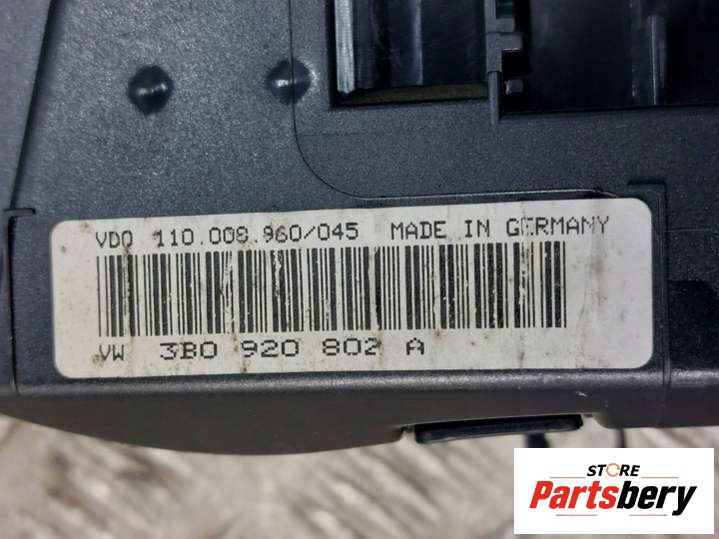 VDO 110.008.960/045 MADE IN GERMANY
VW 3B0 920 802 A
STORE
Partsbery